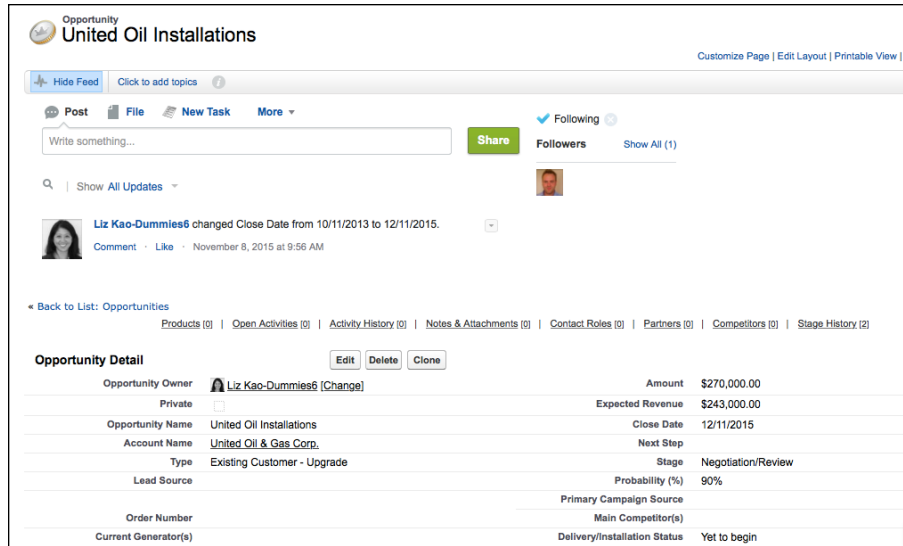 Opportunity
United Oil Installations
Customize Page | Edit Layout | Printable View |
Hide Feed Click to add topics i
Post File New Task More
Following
Write something...
Share
Followers Show All (1)
Show All Updates
Liz Kao-Dummies6 changed Close Date from 10/11/2013 to 12/11/2015.
Comment · Like · November 8, 2015 at 9:56 AM
« Back to List: Opportunities
Products [0] | Open Activities [0] | Activity History [0] | Notes & Attachments [0] | Contact Roles [0] | Partners [0] | Competitors [0] | Stage History [2]
Opportunity Detail Edit Delete Clone
Opportunity Owner Liz Kao-Dummies6 [Change] Amount $270,000.00
Private Expected Revenue $243,000.00
Opportunity Name United Oil Installations Close Date 12/11/2015
Account Name United Oil & Gas Corp. Next Step
Type Existing Customer - Upgrade Stage Negotiation/Review
Lead Source Probability (%) 90%
Primary Campaign Source
Order Number Main Competitor(s)
Current Generator(s) Delivery/Installation Status Yet to begin